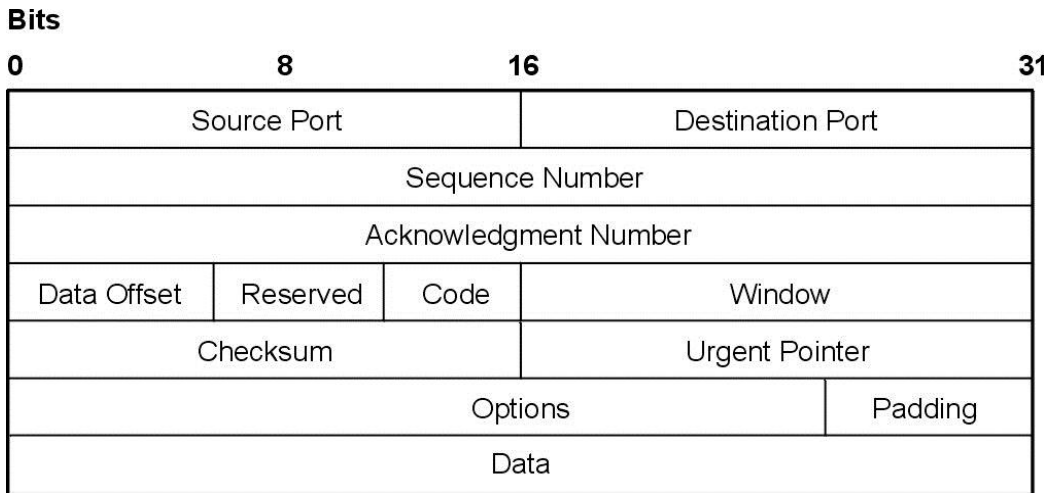 Bits
0 8 16 31
Source Port Destination Port
Sequence Number
Acknowledgment Number
Data Offset Reserved Code Window
Checksum Urgent Pointer
Options Padding
Data